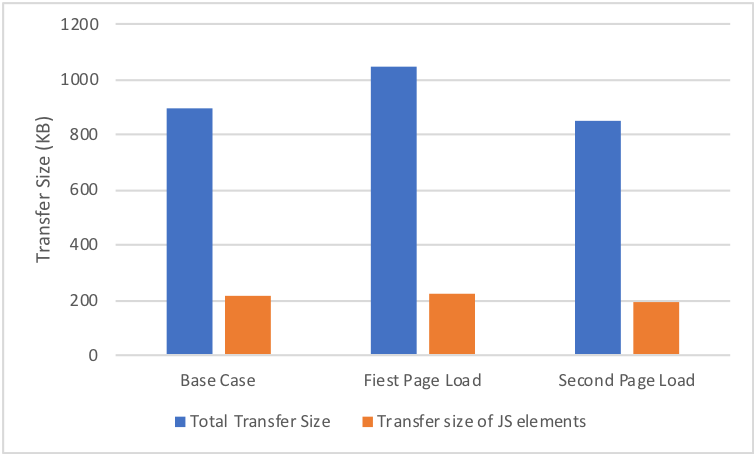 1200
1000
800
600
400
200
0
Transfer Size (KB)
Base Case Fiest Page Load Second Page Load
Total Transfer Size Transfer size of JS elements